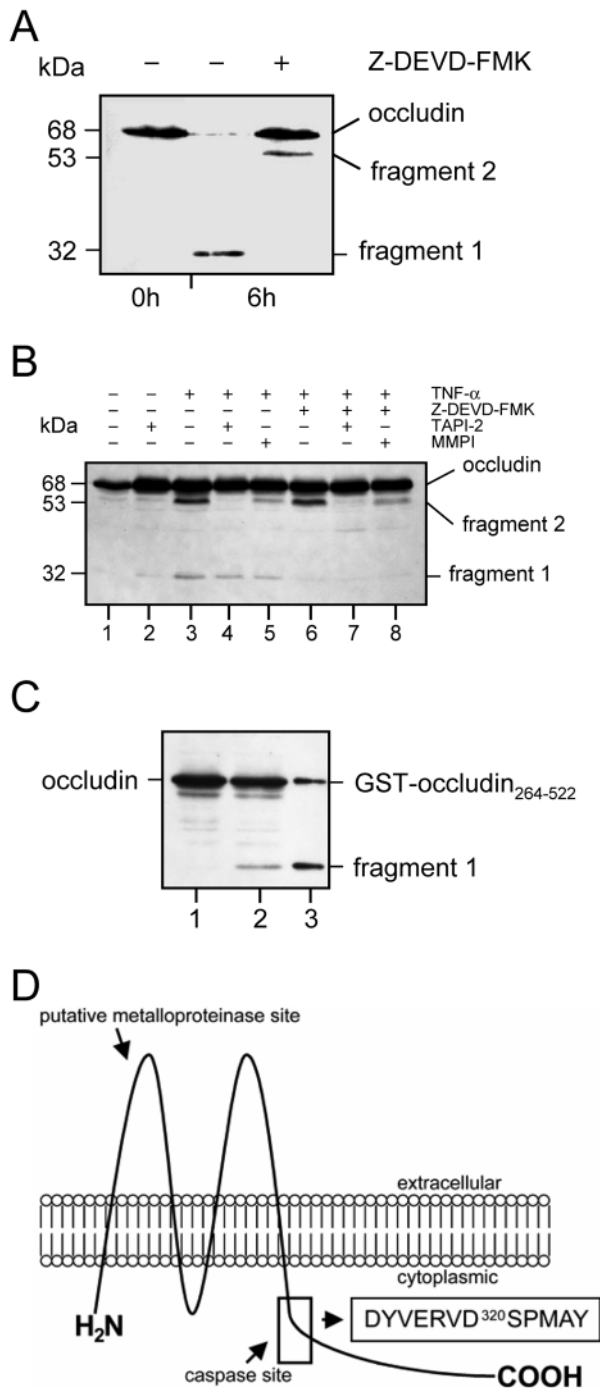 A
kDa – – + Z-DEVD-FMK
68 occludin
53 fragment 2
32 fragment 1
0h 6h
B
– – + + + + + + TNF-α
– – – – – + + + Z-DEVD-FMK
kDa – + – + – – + – TAPI-2
– – – – + – – + MMPI
68 occludin
53 fragment 2
32 fragment 1
1 2 3 4 5 6 7 8
C
occludin GST-occludin264-522
fragment 1
1 2 3
D
putative metalloproteinase site
extracellular
cytoplasmic
H2N
DYVERVD320SPMAY
caspase site
COOH